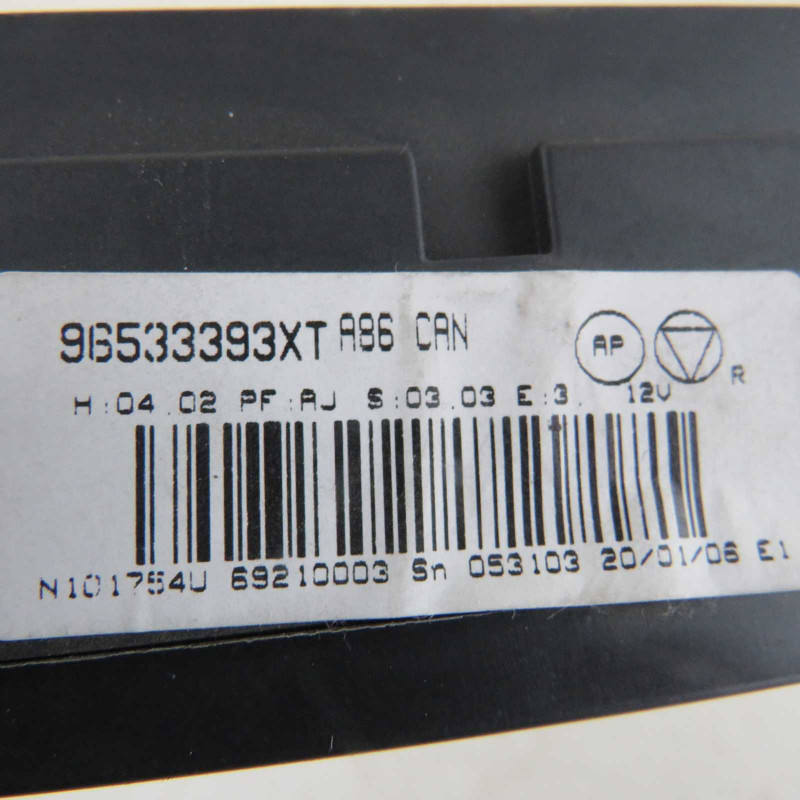 96533393XT A86 CAN AP
H:04.02 PF:AJ S:03.03 E:3. 12V R
N101754U 69210003 Sn 053103 20/01/06 E1